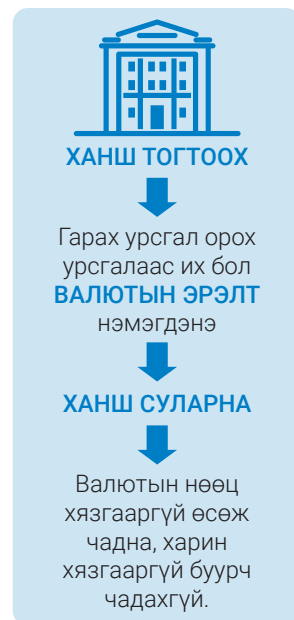 ХАНШ ТОГТООХ
Гарах урсгал орох
урсгалаас их бол
ВАЛЮТЫН ЭРЭЛТ
нэмэгдэнэ
ХАНШ СУЛАРНА
Валютын нөөц
хязгааргүй өсөж
чадна, харин
хязгааргүй буурч
чадахгүй.